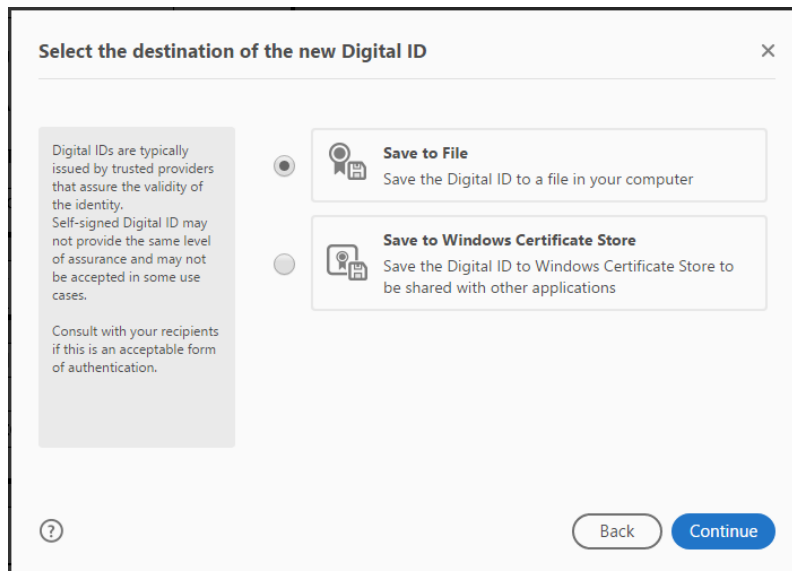 Select the destination of the new Digital ID
Digital IDs are typically
issued by trusted providers
that assure the validity of
the identity.
Self-signed Digital ID may
not provide the same level
of assurance and may not
be accepted in some use
cases.
Consult with your recipients
if this is an acceptable form
of authentication.
Save to File
Save the Digital ID to a file in your computer
Save to Windows Certificate Store
Save the Digital ID to Windows Certificate Store to
be shared with other applications
?
Back
Continue